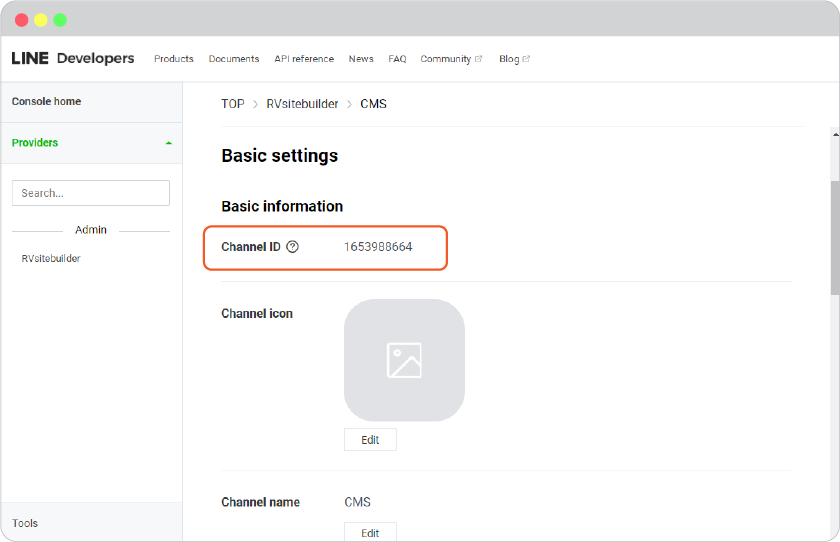 LINE Developers Products Documents API reference News FAQ Community Blog
Console home
Providers
Search...
Admin
RVsitebuilder
Tools
TOP > RVsitebuilder > CMS
Basic settings
Basic information
Channel ID ? 1653988664
Channel icon
Edit
Channel name CMS
Edit